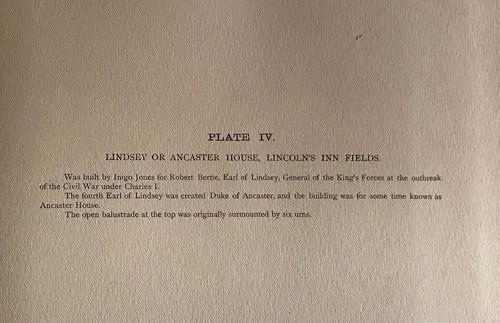 PLATE IV.
LINDSEY OR ANCASTER HOUSE, LINCOLN'S INN FIELDS.
Was built by Inigo Jones for Robert Bertie, Earl of Lindsey, General of the King's Forces at the outbreak
of the Civil War under Charles I.
The fourth Earl of Lindsey was created Duke of Ancaster, and the building was for some time known as
Ancaster House.
The open balustrade at the top was originally surmounted by six urns.